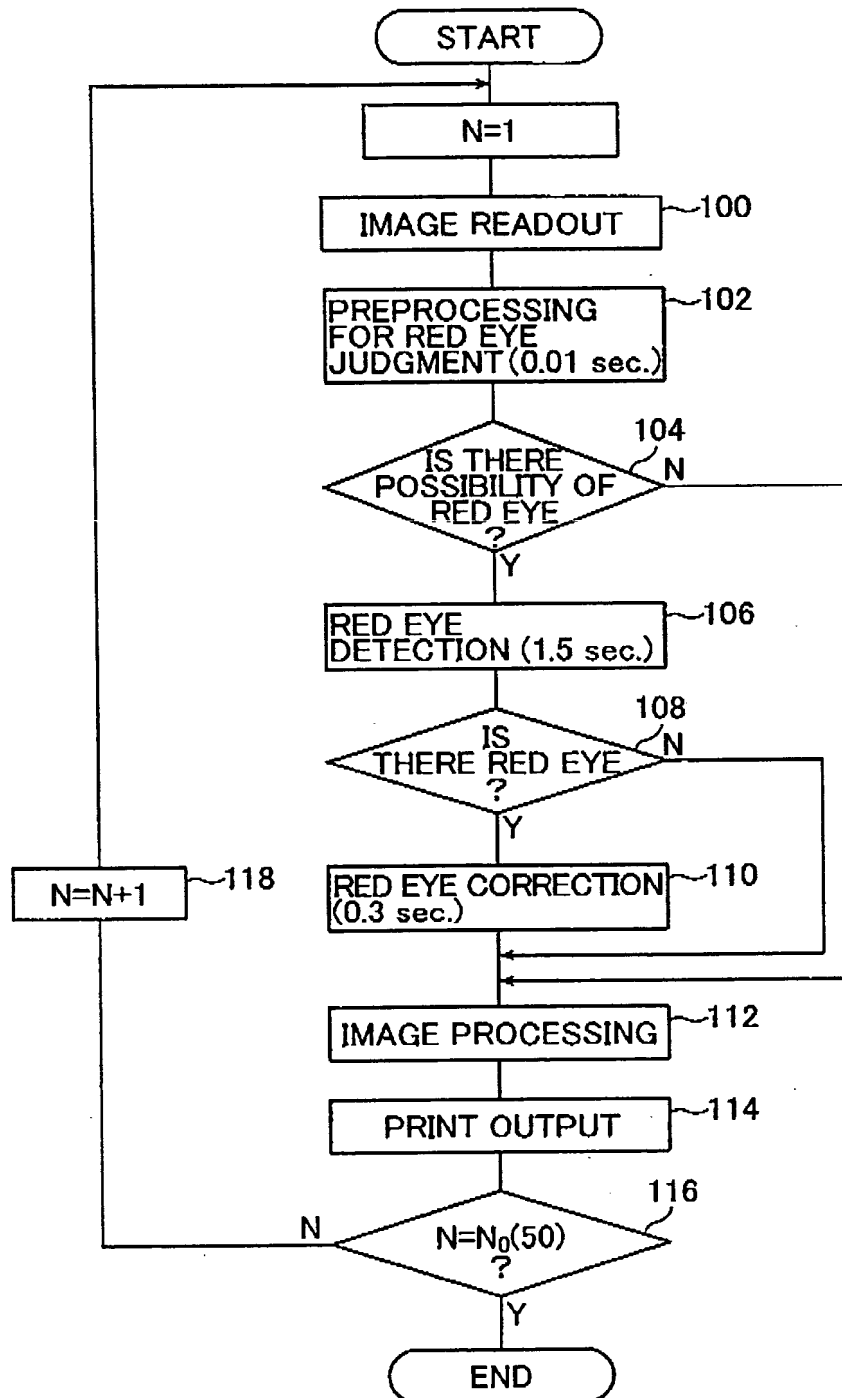 START
N=1
IMAGE READOUT
100
PREPROCESSING
FOR RED EYE
JUDGMENT (0.01 sec.)
102
IS THERE
POSSIBILITY OF
RED EYE
?
104
N
Y
RED EYE
DETECTION (1.5 sec.)
106
IS
THERE RED EYE
?
108
N
Y
RED EYE CORRECTION
(0.3 sec.)
110
N=N+1
118
IMAGE PROCESSING
112
PRINT OUTPUT
114
N=N₀(50)
?
116
N
Y
END